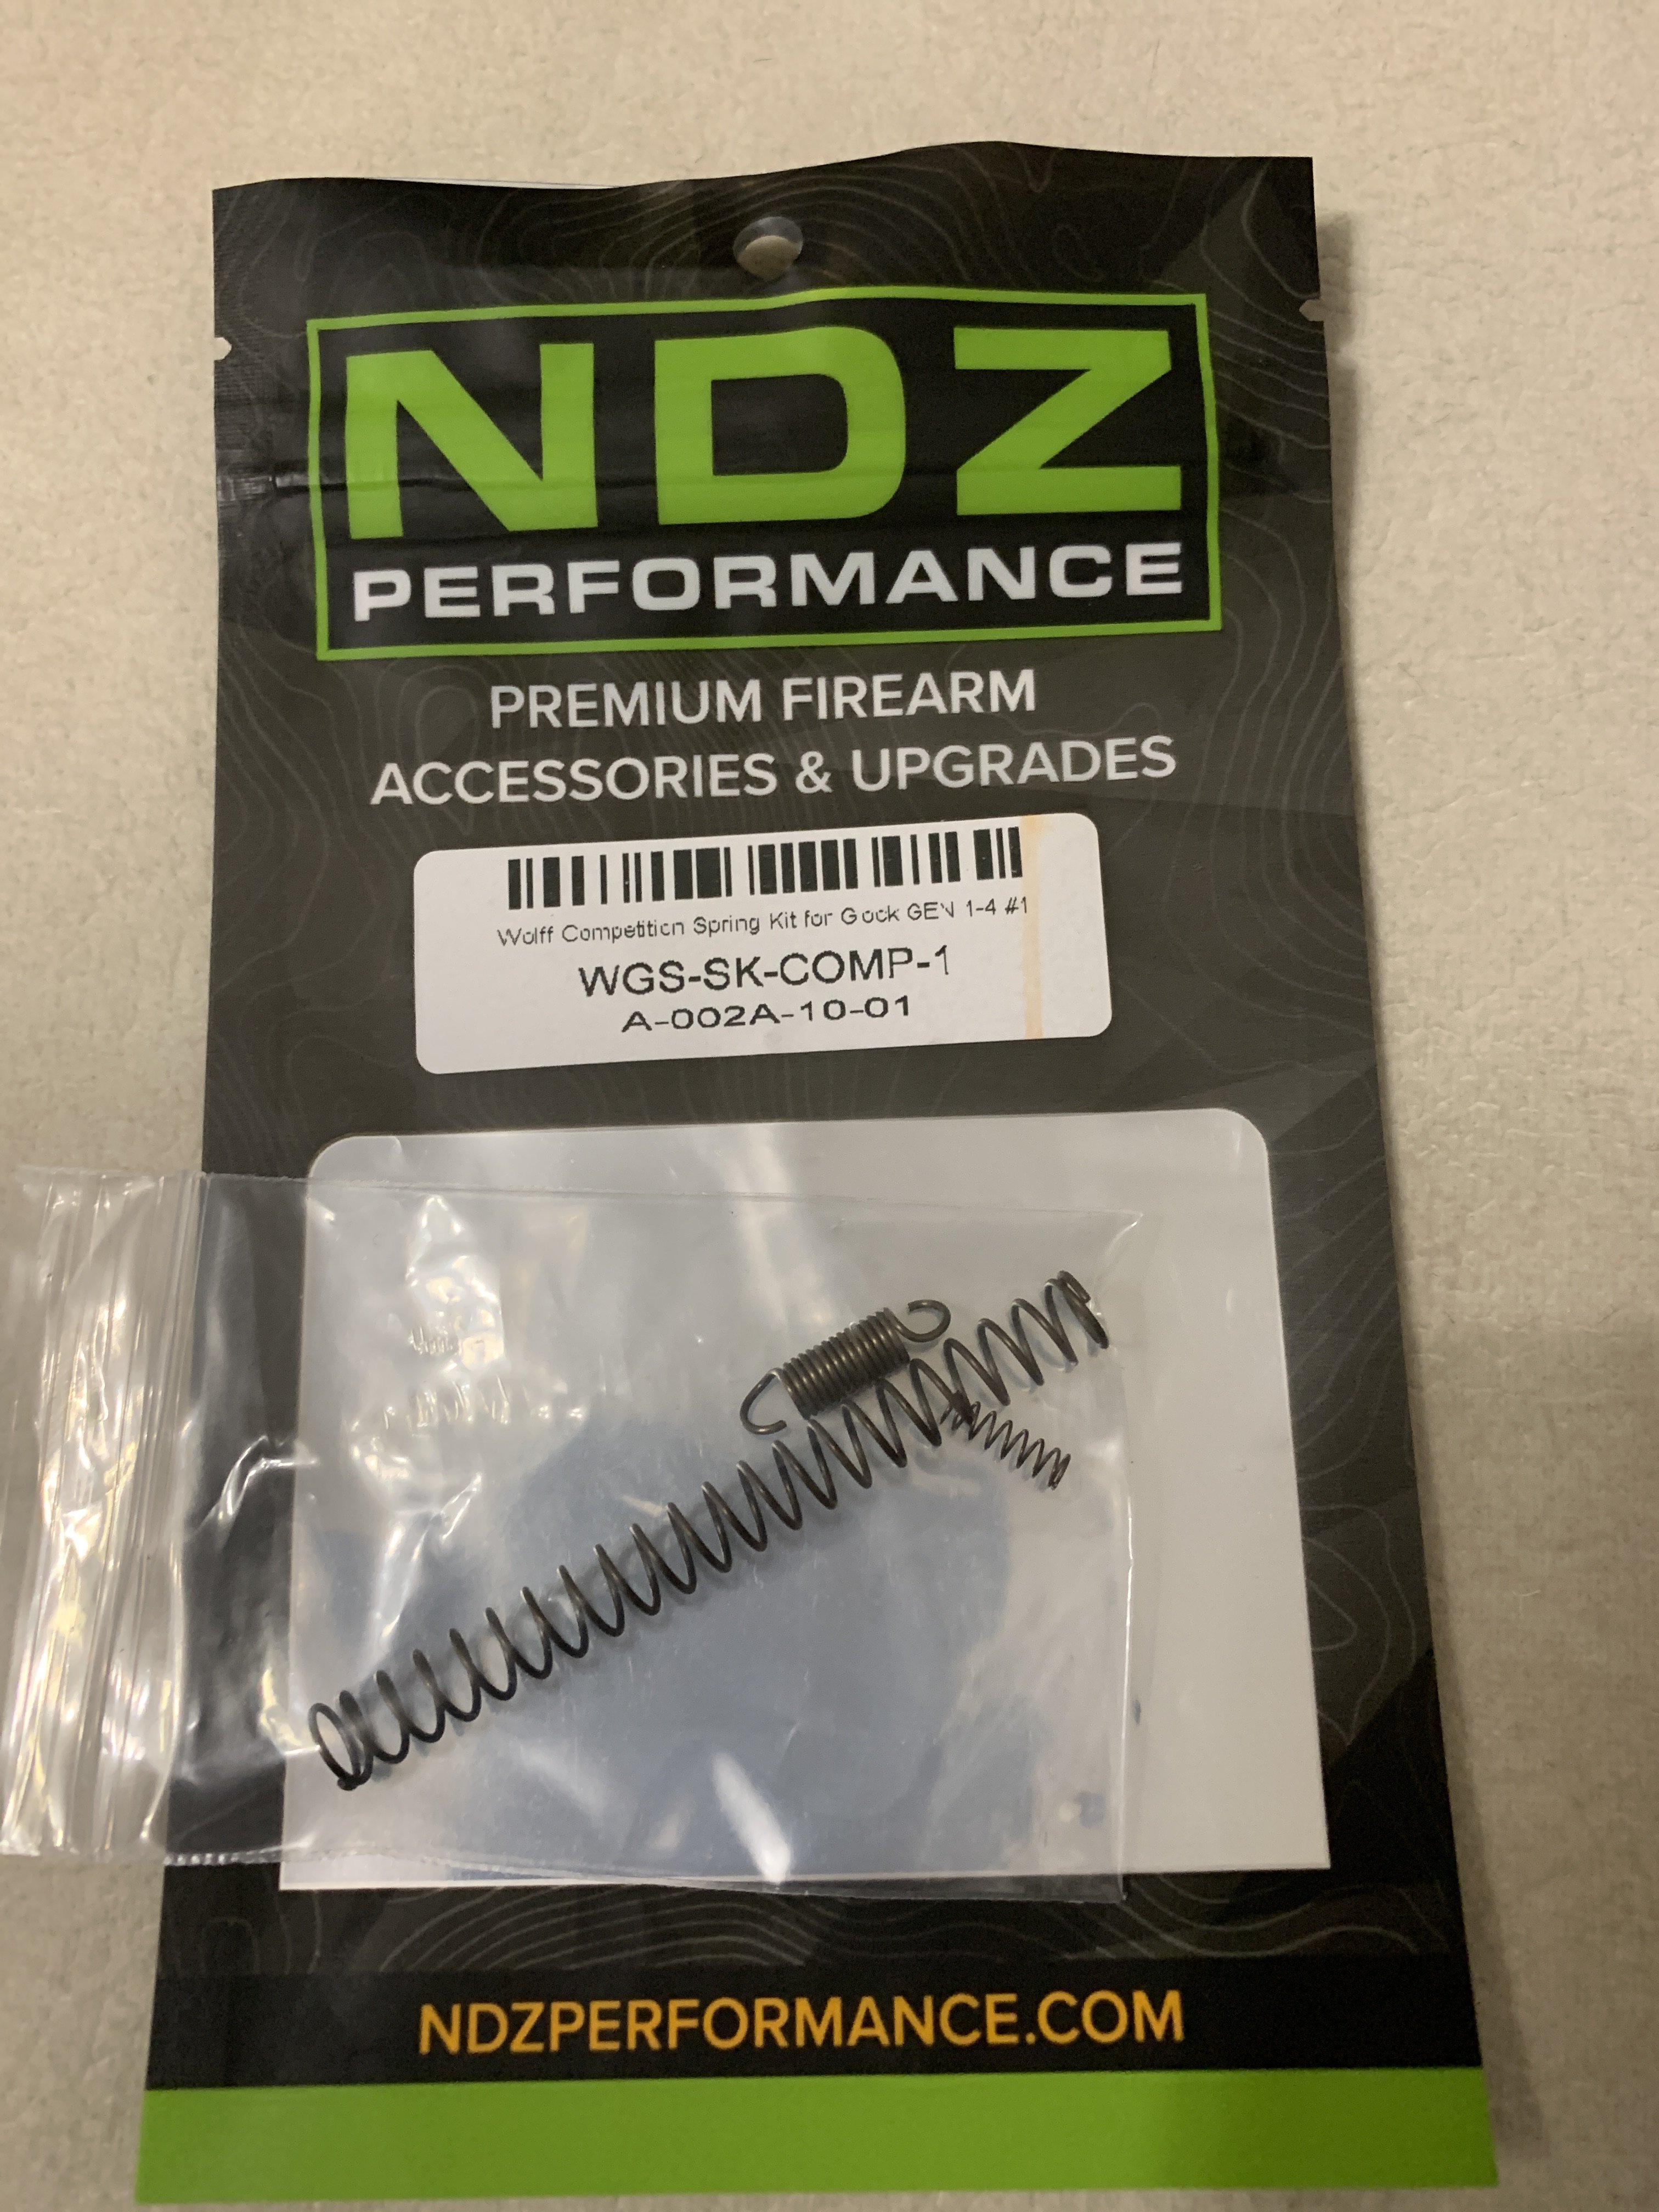 NDZ
PERFORMANCE
PREMIUM FIREARM
ACCESSORIES & UPGRADES
Wolff Competition Spring Kit for Glock GEN 1-4 #1
WGS-SK-COMP-1
A-002A-10-01
NDZPERFORMANCE.COM